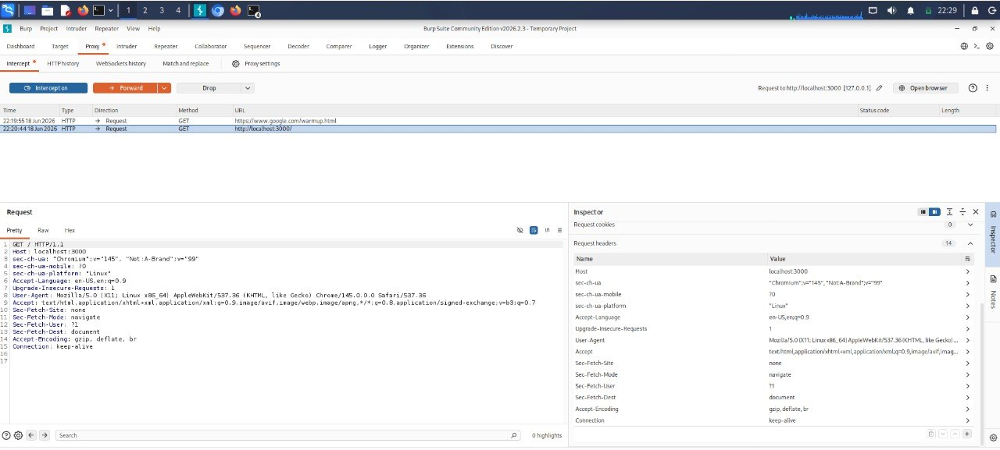 1 2 3 4 4 22:29
Burp Project Intruder Repeater View Help Burp Suite Community Edition v2026.2.3 - Temporary Project
Dashboard Target Proxy Intruder Repeater Collaborator Sequencer Decoder Comparer Logger Organizer Extensions Discover
Intercept HTTP history WebSockets history Match and replace Proxy settings
Intercept on Forward Drop Request to http://localhost:3000 [127.0.0.1] Open browser
Time Type Direction Method URL Status code Length
22:19:55 18 Jun 2026 HTTP → Request GET https://www.google.com/warmup.html
22:20:44 18 Jun 2026 HTTP → Request GET http://localhost:3000/
Request
Pretty Raw Hex \n
1 GET / HTTP/1.1
2 Host: localhost:3000
3 sec-ch-ua: "Chromium";v="145", "Not:A-Brand";v="99"
4 sec-ch-ua-mobile: ?0
5 sec-ch-ua-platform: "Linux"
6 Accept-Language: en-US,en;q=0.9
7 Upgrade-Insecure-Requests: 1
8 User-Agent: Mozilla/5.0 (X11; Linux x86_64) AppleWebKit/537.36 (KHTML, like Gecko) Chrome/145.0.0.0 Safari/537.36
9 Accept: text/html,application/xhtml+xml,application/xml;q=0.9,image/avif,image/webp,image/apng,*/*;q=0.8,application/signed-exchange;v=b3;q=0.7
10 Sec-Fetch-Site: none
11 Sec-Fetch-Mode: navigate
12 Sec-Fetch-User: ?1
13 Sec-Fetch-Dest: document
14 Accept-Encoding: gzip, deflate, br
15 Connection: keep-alive
16
17
Search 0 highlights
Inspector
Request cookies 0
Request headers 14
Name Value
Host localhost:3000
sec-ch-ua "Chromium";v="145", "Not:A-Brand";v="99"
sec-ch-ua-mobile ?0
sec-ch-ua-platform "Linux"
Accept-Language en-US,en;q=0.9
Upgrade-Insecure-Requests 1
User-Agent Mozilla/5.0 (X11; Linux x86_64) AppleWebKit/537.36 (KHTML, like Gecko) ...
Accept text/html,application/xhtml+xml,application/xml;q=0.9,image/avif,imag...
Sec-Fetch-Site none
Sec-Fetch-Mode navigate
Sec-Fetch-User ?1
Sec-Fetch-Dest document
Accept-Encoding gzip, deflate, br
Connection keep-alive
Inspector
Notes